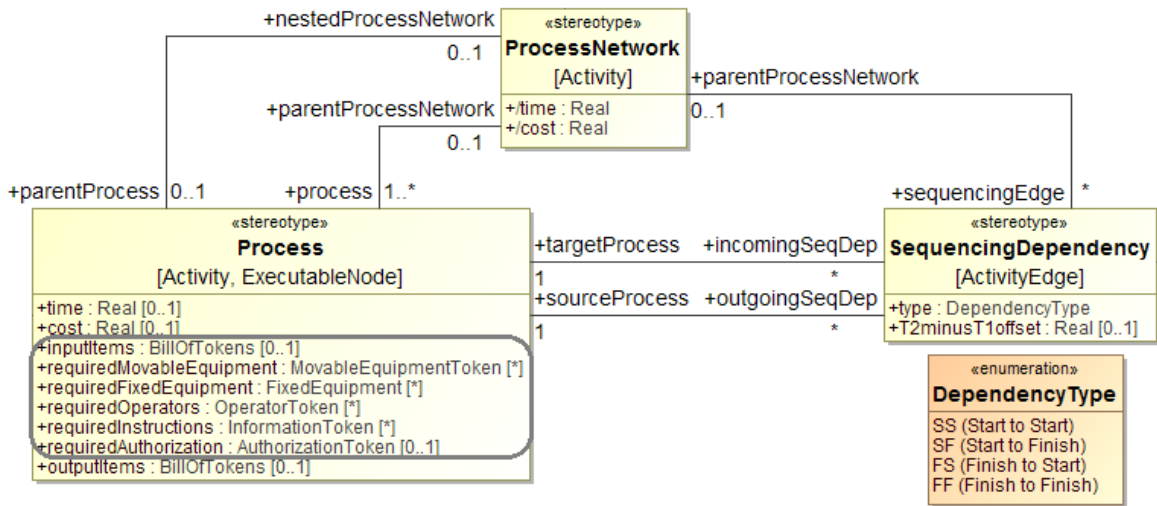 +nestedProcessNetwork
0..1
«stereotype»
ProcessNetwork
[Activity]
+/time : Real
+/cost : Real
+parentProcessNetwork
0..1
+parentProcessNetwork
0..1
+parentProcess 0..1
+process 1..*
+sequencingEdge *
«stereotype»
Process
[Activity, ExecutableNode]
+time : Real [0..1]
+cost : Real [0..1]
+inputItems : BillOfTokens [0..1]
+requiredMovableEquipment : MovableEquipmentToken [*]
+requiredFixedEquipment : FixedEquipment [*]
+requiredOperators : OperatorToken [*]
+requiredInstructions : InformationToken [*]
+requiredAuthorization : AuthorizationToken [0..1]
+outputItems : BillOfTokens [0..1]
+targetProcess +incomingSeqDep
1 *
+sourceProcess +outgoingSeqDep
1 *
«stereotype»
SequencingDependency
[ActivityEdge]
+type : DependencyType
+T2minusT1offset : Real [0..1]
«enumeration»
DependencyType
SS (Start to Start)
SF (Start to Finish)
FS (Finish to Start)
FF (Finish to Finish)